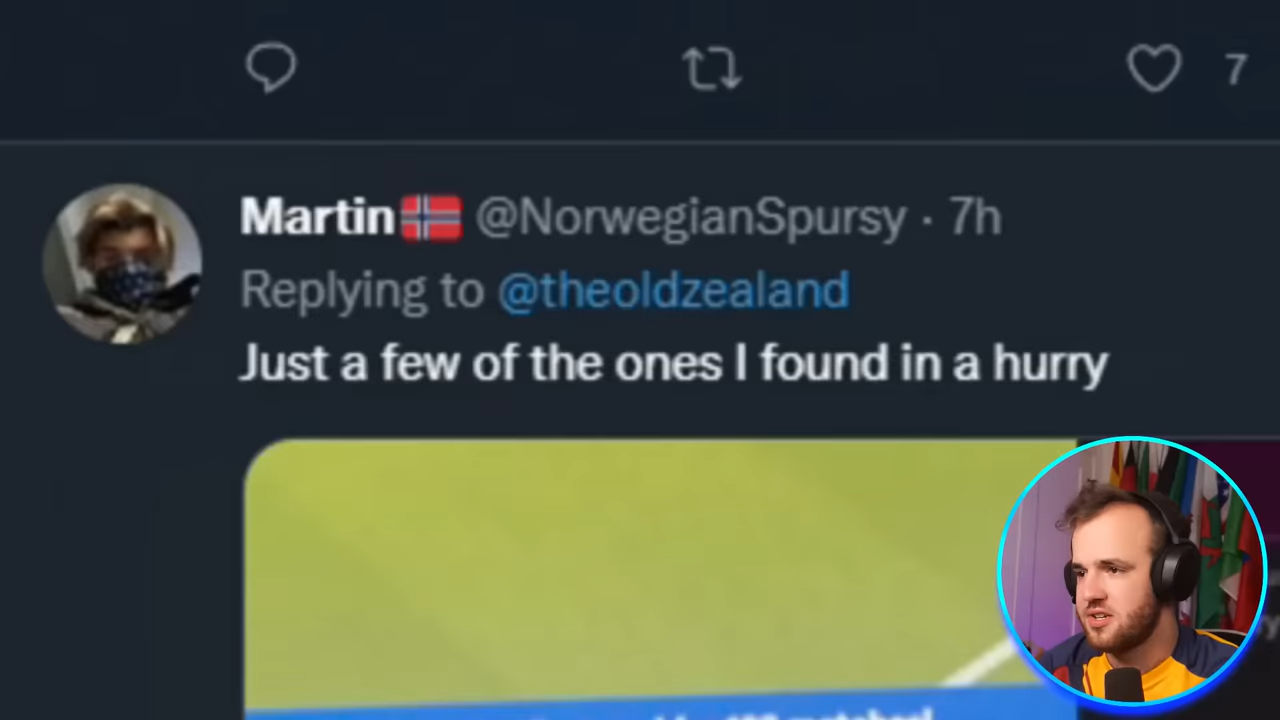 7
Martin🇳🇴 @NorwegianSpursy · 7h
Replying to @theoldzealand
Just a few of the ones I found in a hurry